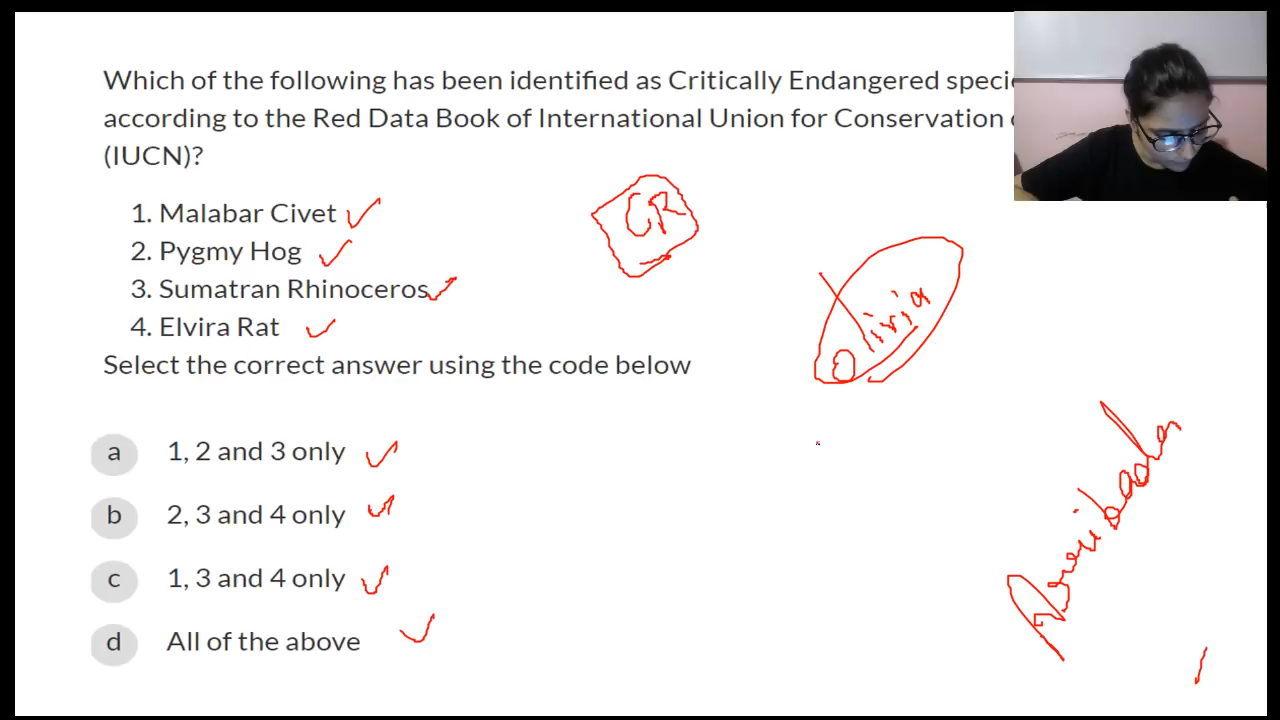 Which of the following has been identified as Critically Endangered speci
according to the Red Data Book of International Union for Conservation
(IUCN)?
1. Malabar Civet
2. Pygmy Hog
3. Sumatran Rhinoceros
4. Elvira Rat
CR
Select the correct answer using the code below
a 1, 2 and 3 only
b 2, 3 and 4 only
c 1, 3 and 4 only
d All of the above